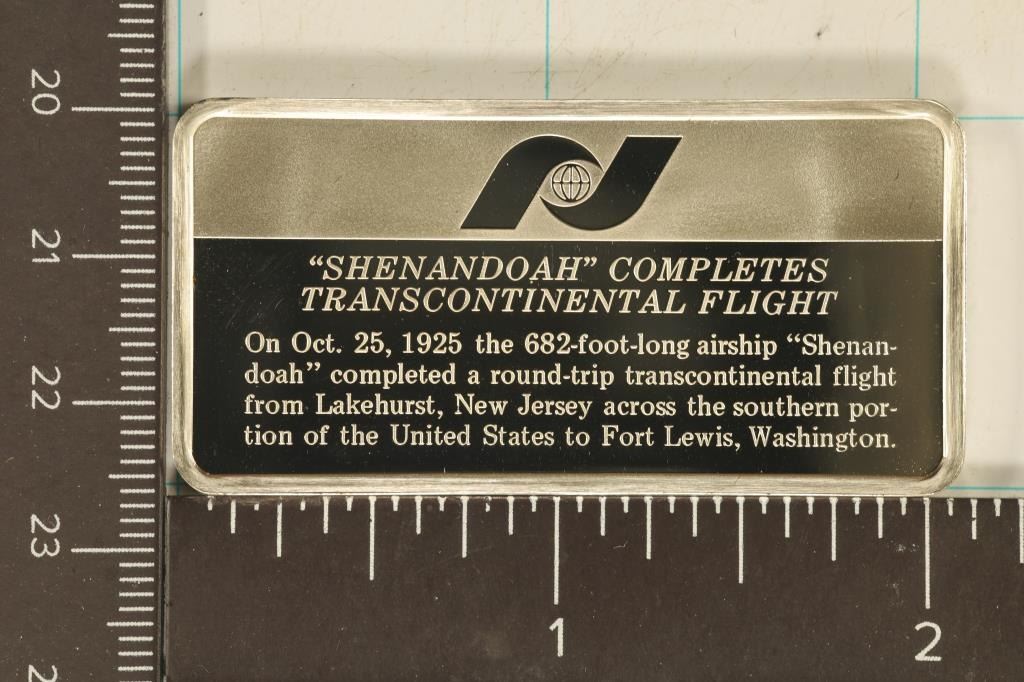 “SHENANDOAH” COMPLETES
TRANSCONTINENTAL FLIGHT
On Oct. 25, 1925 the 682-foot-long airship “Shenan-
doah” completed a round-trip transcontinental flight
from Lakehurst, New Jersey across the southern por-
tion of the United States to Fort Lewis, Washington.
20
21
22
23
1
2